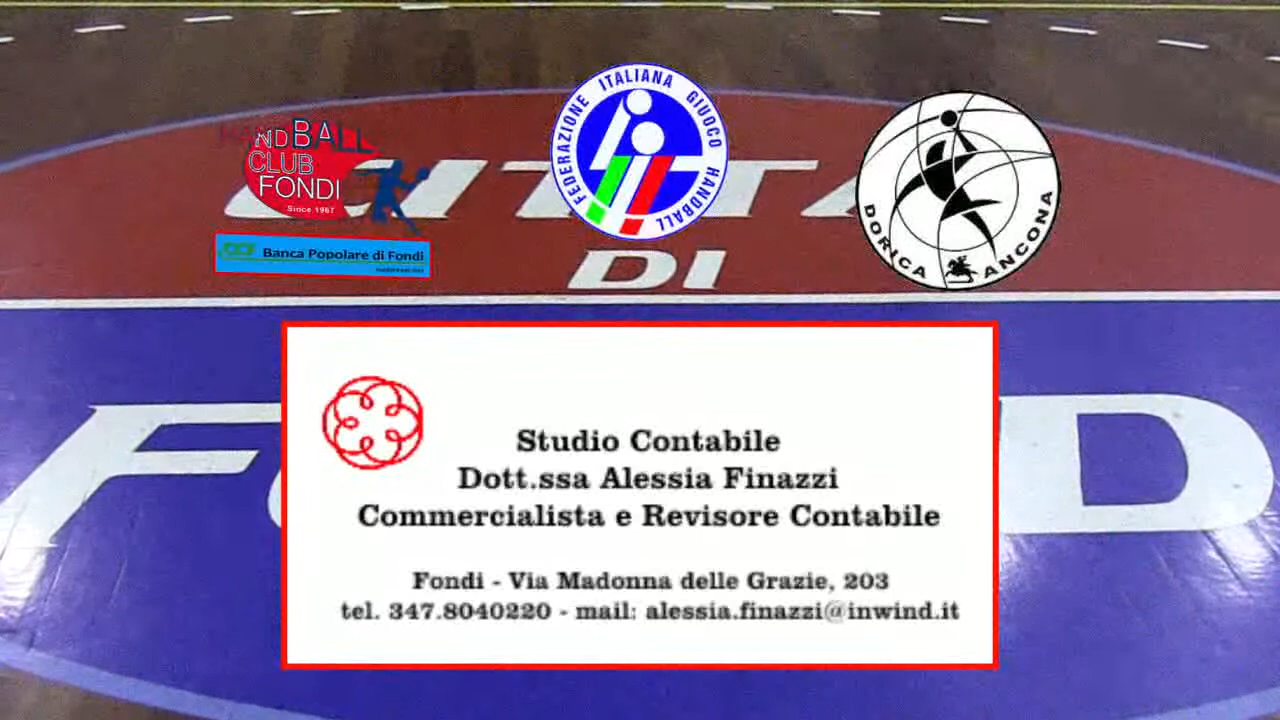 HANDBALL
CLUB
FONDI
Since 1967
Banca Popolare di Fondi
FEDERAZIONE ITALIANA GIUOCO HANDBALL
DORICA ANCONA
CITTA
DI
Studio Contabile
Dott.ssa Alessia Finazzi
Commercialista e Revisore Contabile
Fondi - Via Madonna delle Grazie, 203
tel. 347.8040220 - mail: alessia.finazzi@inwind.it